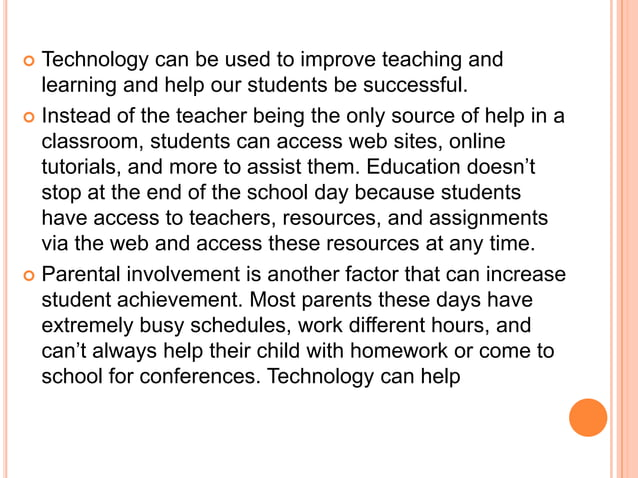 Technology can be used to improve teaching and
learning and help our students be successful.
Instead of the teacher being the only source of help in a
classroom, students can access web sites, online
tutorials, and more to assist them. Education doesn’t
stop at the end of the school day because students
have access to teachers, resources, and assignments
via the web and access these resources at any time.
Parental involvement is another factor that can increase
student achievement. Most parents these days have
extremely busy schedules, work different hours, and
can’t always help their child with homework or come to
school for conferences. Technology can help